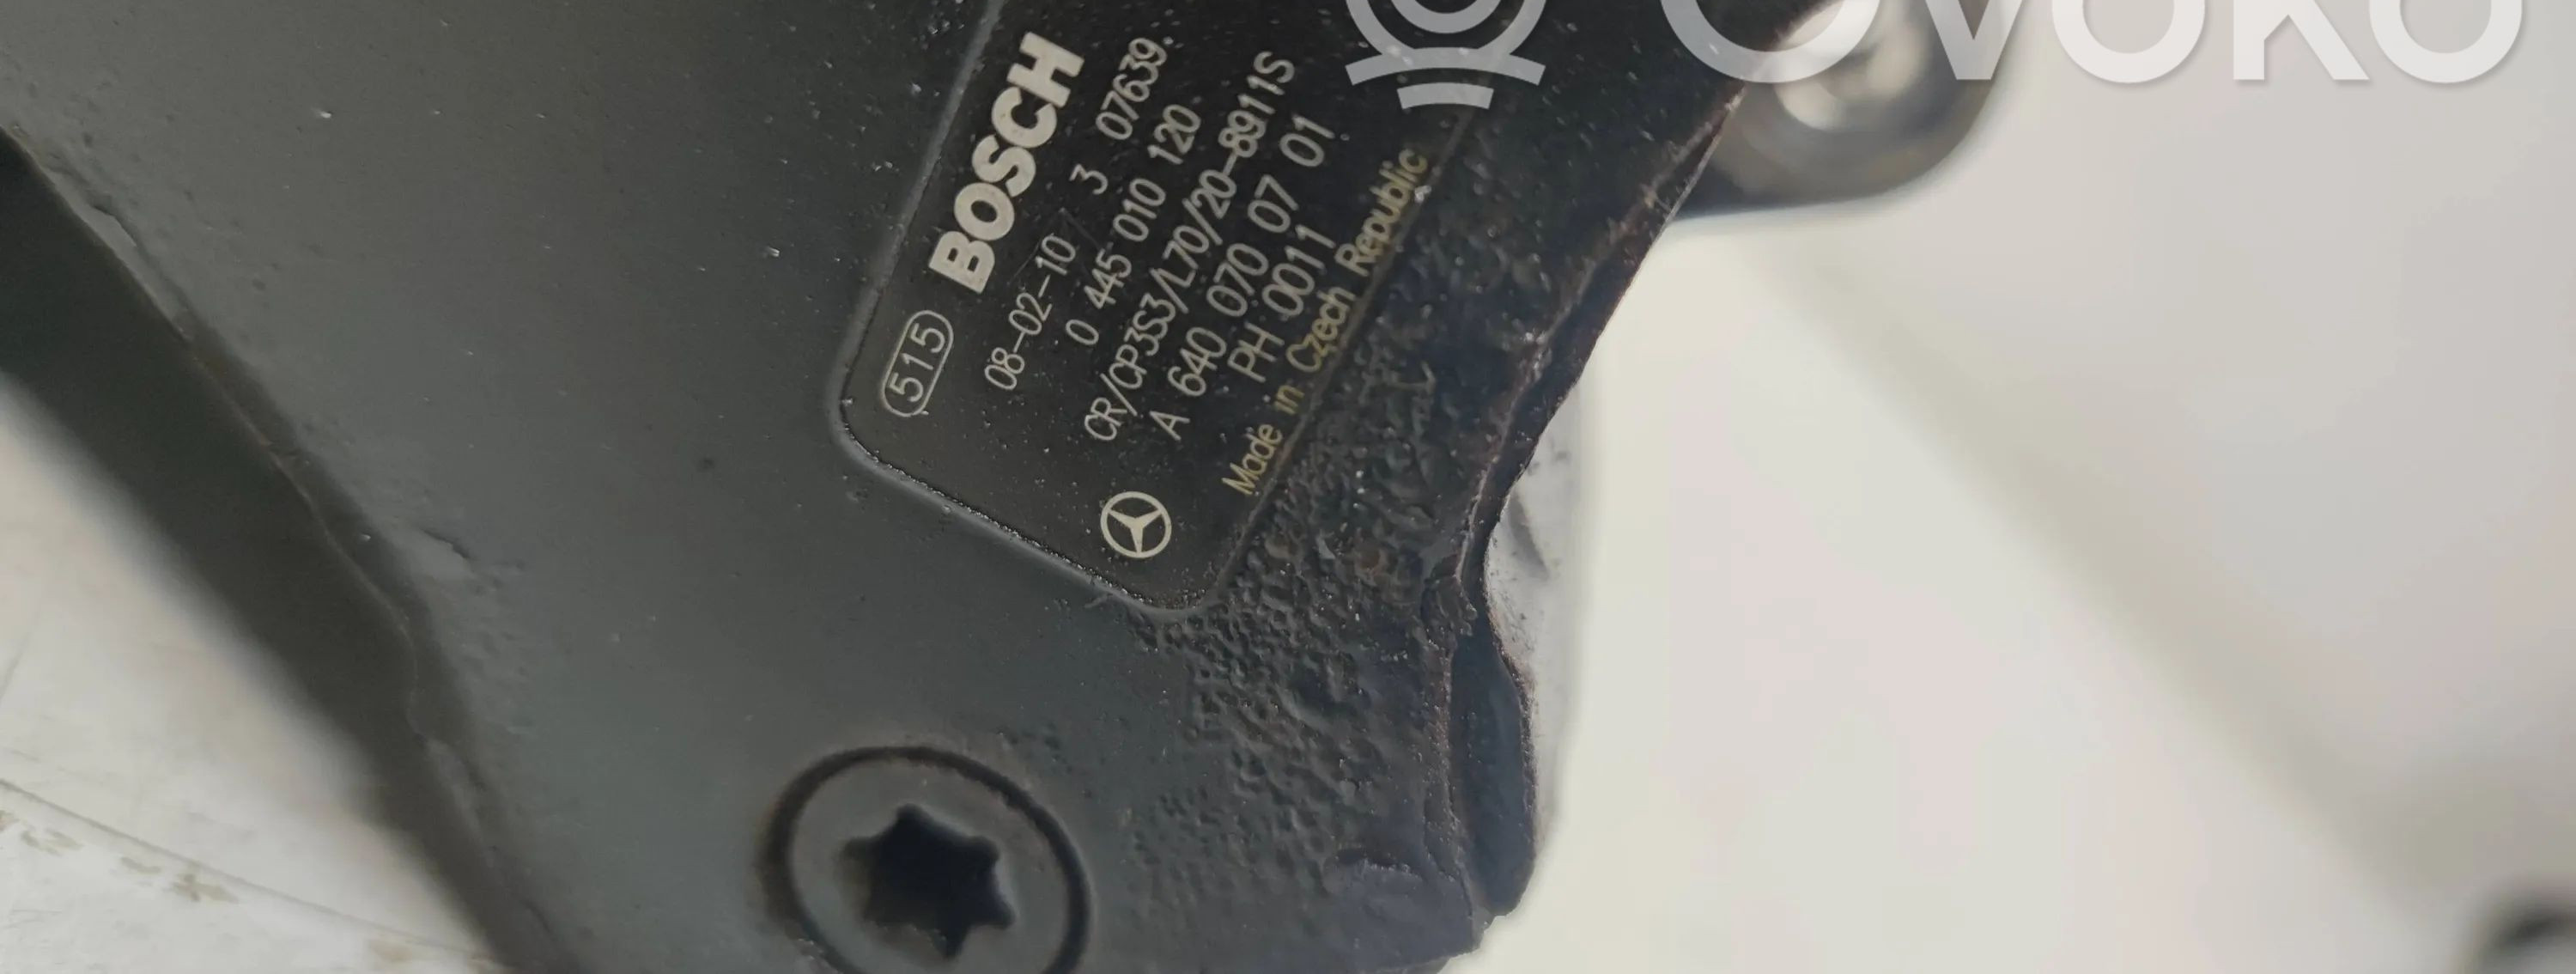 OVOKO
515 BOSCH
08-02-10 3 07639
0 445 010 120
CR/CP3S3/L70/20-8911S
A 640 070 07 01
PH 0011
Made in Czech Republic